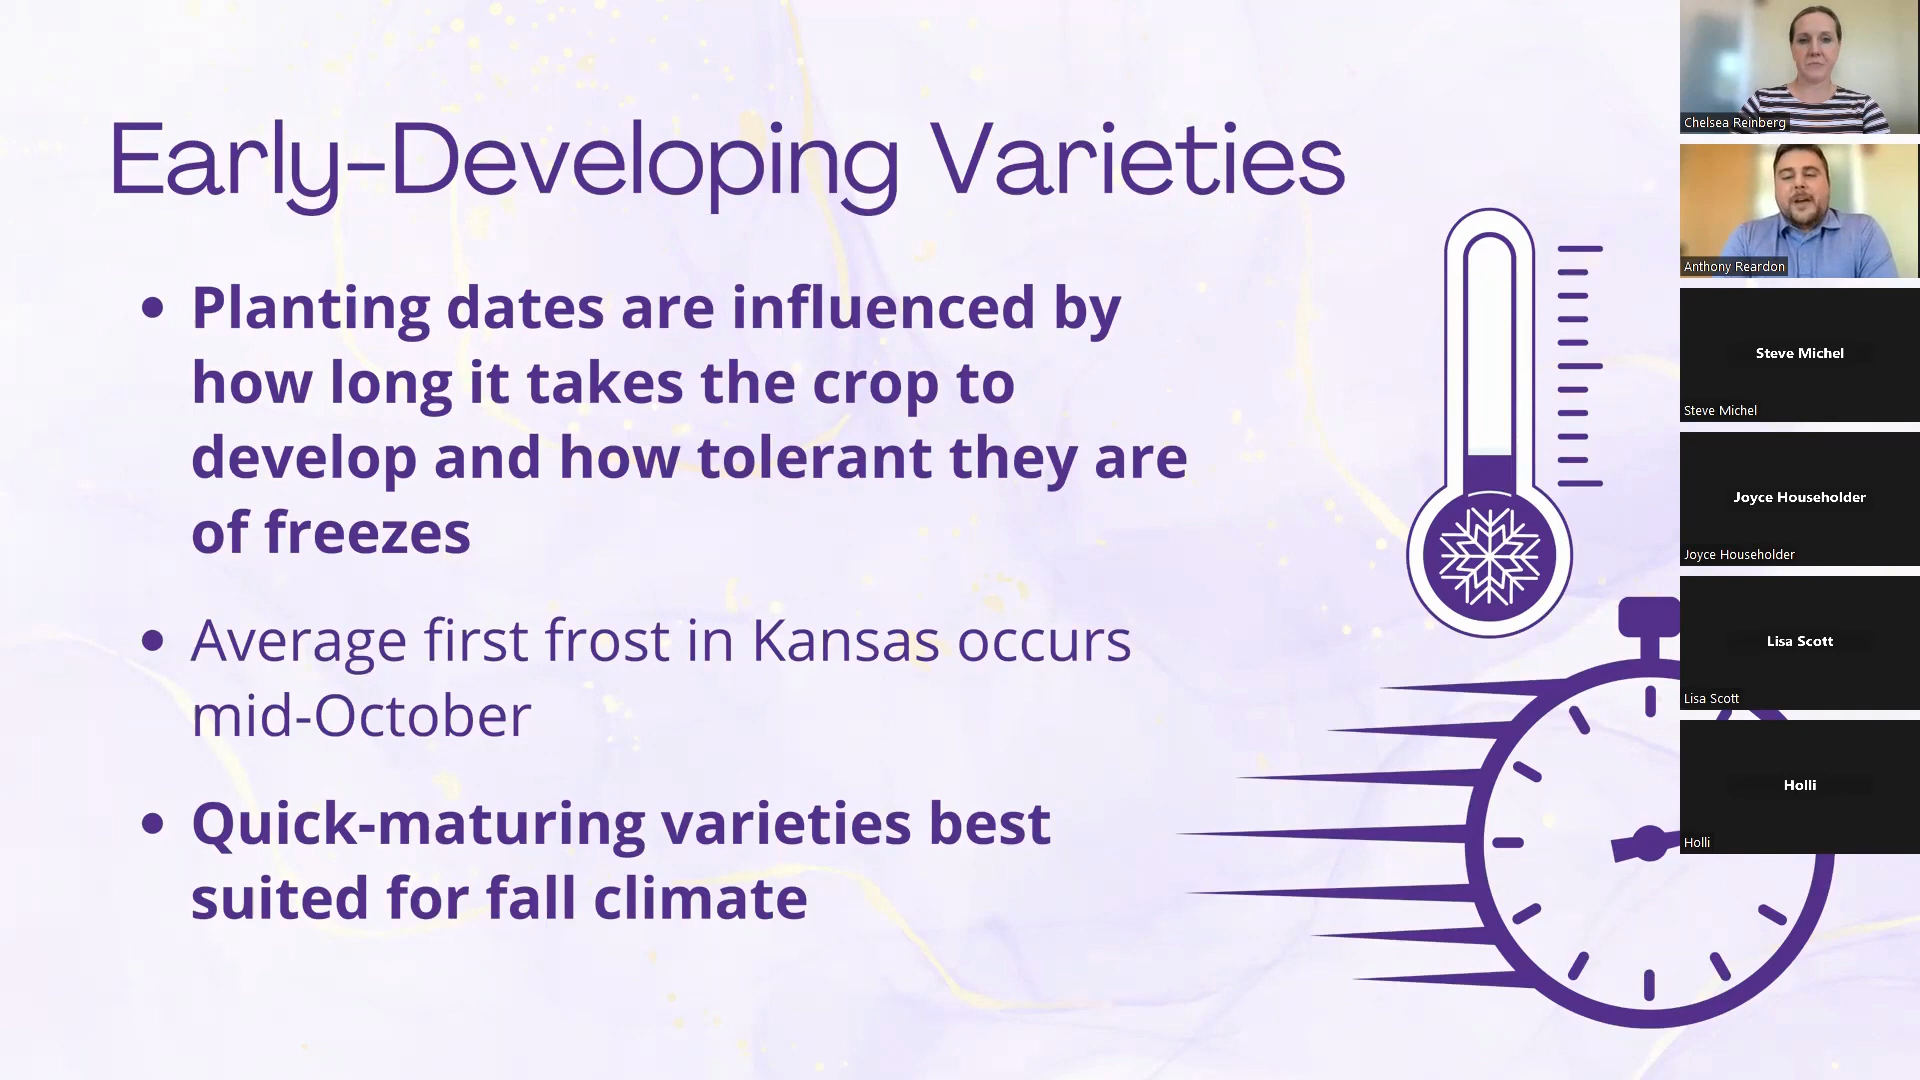 Early-Developing Varieties
• Planting dates are influenced by
how long it takes the crop to
develop and how tolerant they are
of freezes
• Average first frost in Kansas occurs
mid-October
• Quick-maturing varieties best
suited for fall climate
Chelsea Reinberg
Anthony Reardon
Steve Michel
Steve Michel
Joyce Householder
Joyce Householder
Lisa Scott
Lisa Scott
Holli
Holli